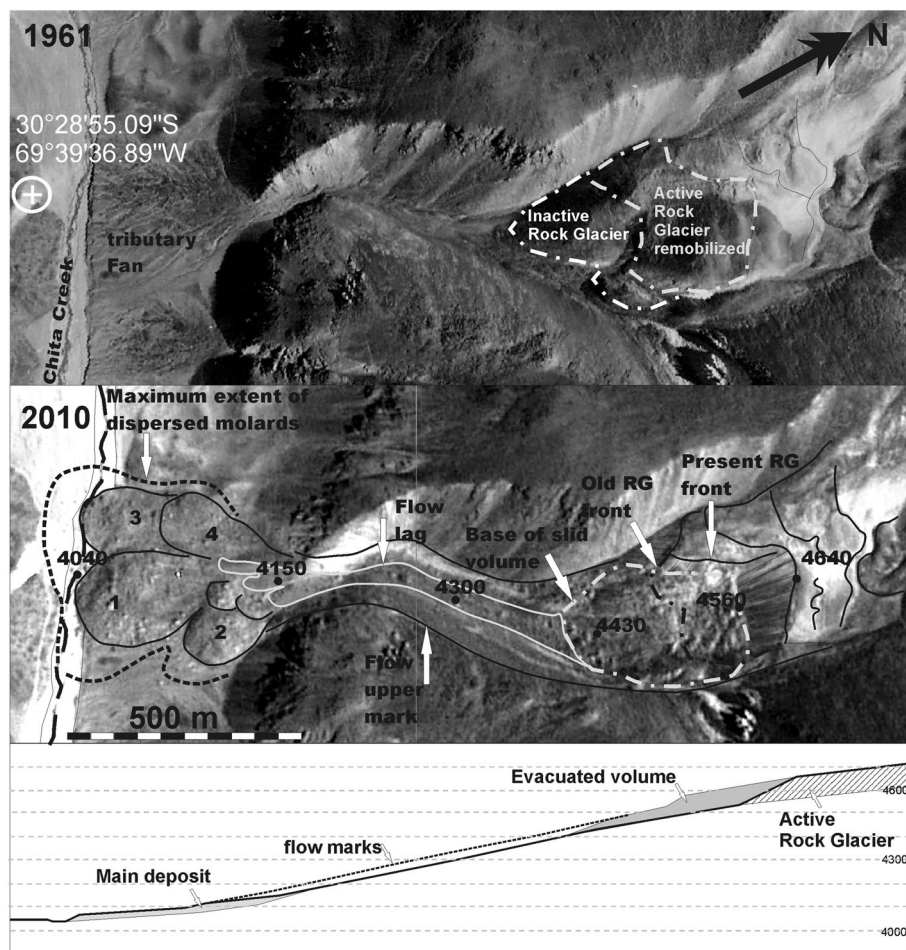 1961
N
30°28'55.09"S
69°39'36.89"W
Chita Creek
tributary
Fan
Inactive
Rock Glacier
Active
Rock
Glacier
remobilized
2010
Maximum extent of
dispersed molards
3
4
1
2
4040
4150
Flow
lag
4300
Base of slid
volume
Old RG
front
Present RG
front
4640
4560
4430
Flow
upper
mark
500 m
Evacuated volume
4600
Active
Rock Glacier
flow marks
4300
Main deposit
4000